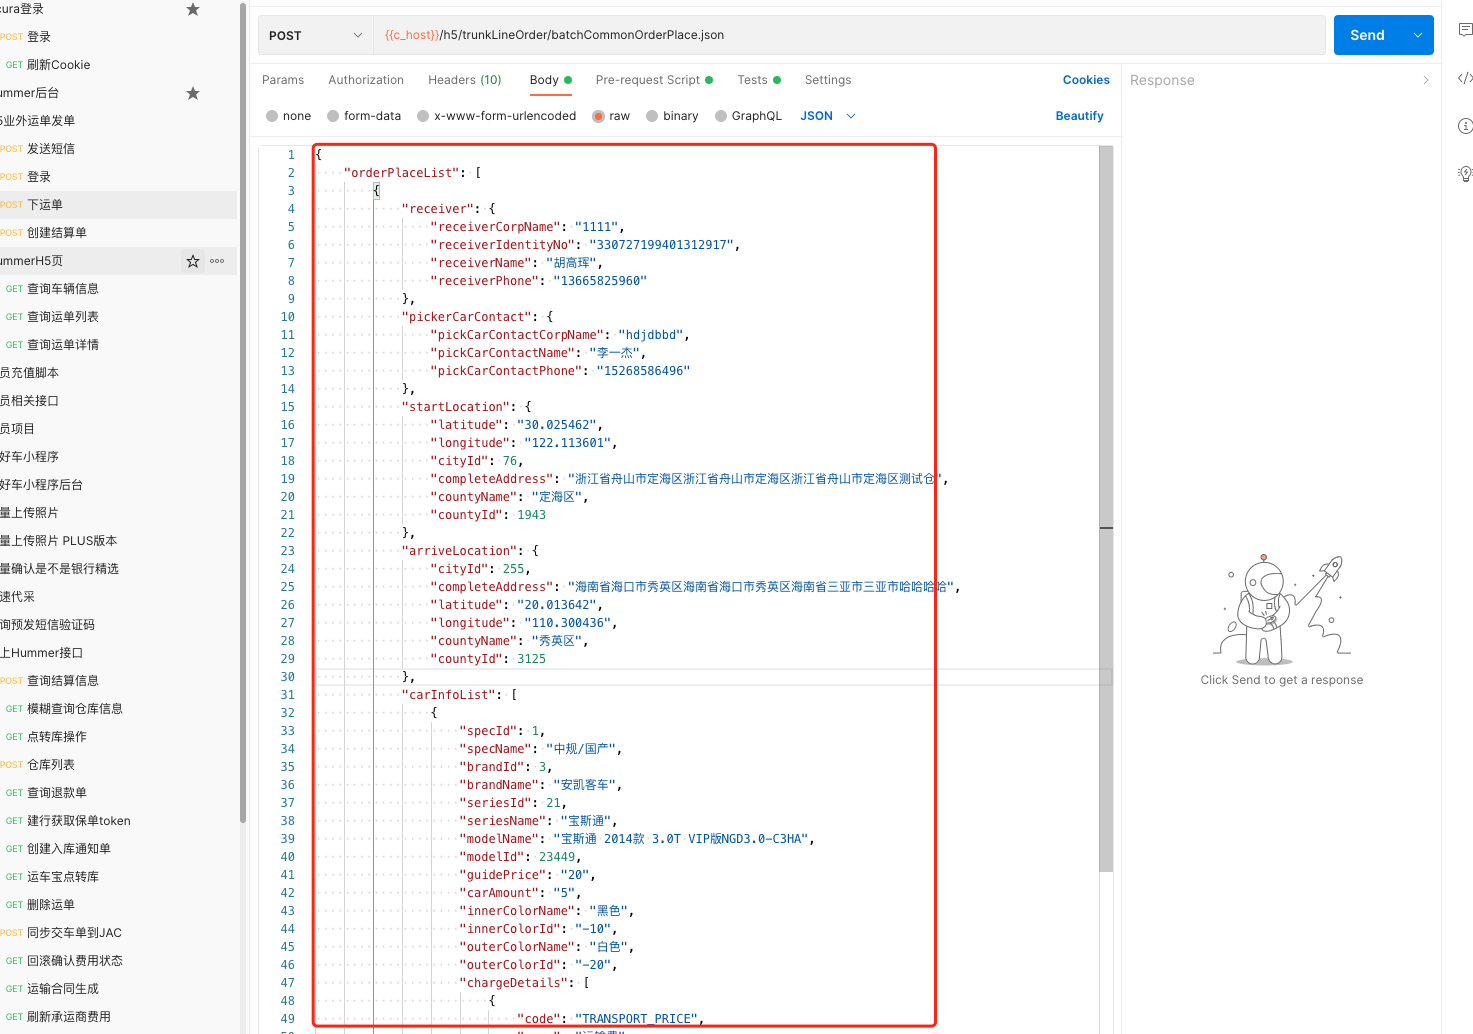 cura登录
POST 登录
GET 刷新Cookie
ummer后台
5业外运单发单
POST 发送短信
POST 登录
POST 下运单
POST 创建结算单
ummerH5页
GET 查询车辆信息
GET 查询运单列表
GET 查询运单详情
员充值脚本
员相关接口
员项目
好车小程序
好车小程序后台
量上传照片
量上传照片 PLUS版本
量确认是不是银行精选
速代采
询预发短信验证码
上Hummer接口
POST 查询结算信息
GET 模糊查询仓库信息
GET 点转库操作
POST 仓库列表
GET 查询退款单
GET 建行获取保单token
GET 创建入库通知单
GET 运车宝点转库
GET 删除运单
POST 同步交车单到JAC
GET 回滚确认费用状态
GET 运输合同生成
GET 刷新承运商费用
POST {{c_host}}/h5/trunkLineOrder/batchCommonOrderPlace.json Send
Params Authorization Headers (10) Body Pre-request Script Tests Settings Cookies
none form-data x-www-form-urlencoded raw binary GraphQL JSON Beautify
1 {
2 "orderPlaceList": [
3 {
4 "receiver": {
5 "receiverCorpName": "1111",
6 "receiverIdentityNo": "330727199401312917",
7 "receiverName": "胡高珲",
8 "receiverPhone": "13665825960"
9 },
10 "pickerCarContact": {
11 "pickCarContactCorpName": "hdjdbbd",
12 "pickCarContactName": "李一杰",
13 "pickCarContactPhone": "15268586496"
14 },
15 "startLocation": {
16 "latitude": "30.025462",
17 "longitude": "122.113601",
18 "cityId": 76,
19 "completeAddress": "浙江省舟山市定海区浙江省舟山市定海区浙江省舟山市定海区测试仓",
20 "countyName": "定海区",
21 "countyId": 1943
22 },
23 "arriveLocation": {
24 "cityId": 255,
25 "completeAddress": "海南省海口市秀英区海南省海口市秀英区海南省三亚市三亚市哈哈哈哈",
26 "latitude": "20.013642",
27 "longitude": "110.300436",
28 "countyName": "秀英区",
29 "countyId": 3125
30 },
31 "carInfoList": [
32 {
33 "specId": 1,
34 "specName": "中规/国产",
35 "brandId": 3,
36 "brandName": "安凯客车",
37 "seriesId": 21,
38 "seriesName": "宝斯通",
39 "modelName": "宝斯通 2014款 3.0T VIP版NGD3.0-C3HA",
40 "modelId": 23449,
41 "guidePrice": "20",
42 "carAmount": "5",
43 "innerColorName": "黑色",
44 "innerColorId": "-10",
45 "outerColorName": "白色",
46 "outerColorId": "-20",
47 "chargeDetails": [
48 {
49 "code": "TRANSPORT_PRICE",
Response
Click Send to get a response